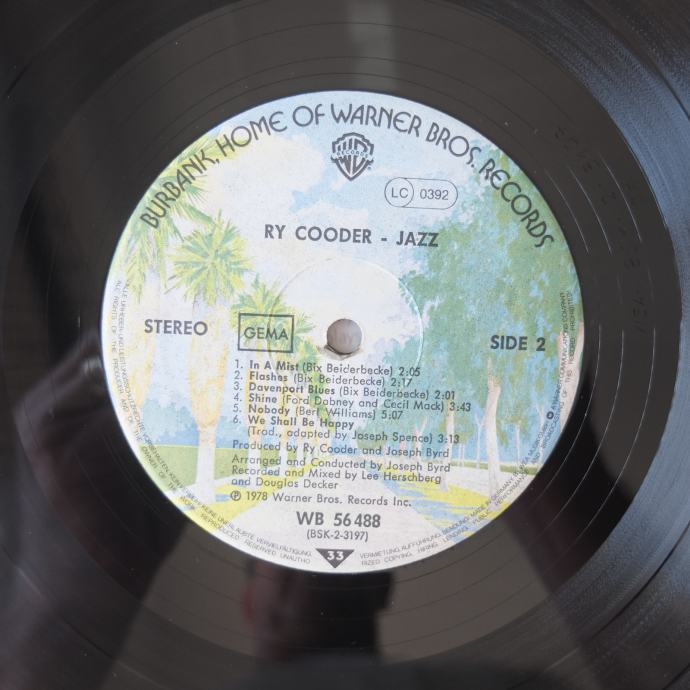 BURBANK, HOME OF WARNER BROS. RECORDS
WB
RECORDS
LC 0392
RY COODER - JAZZ
STEREO
GEMA
SIDE 2
1. In A Mist (Bix Beiderbecke) 2:05
2. Flashes (Bix Beiderbecke) 2:17
3. Davenport Blues (Bix Beiderbecke) 2:01
4. Shine (Ford Dabney and Cecil Mack) 3:43
5. Nobody (Bert Williams) 5:07
6. We Shall Be Happy
(Trad., adapted by Joseph Spence) 3:13
Produced by Ry Cooder and Joseph Byrd
Arranged and Conducted by Joseph Byrd
Recorded and Mixed by Lee Herschberg
and Douglas Decker
℗ 1978 Warner Bros. Records Inc.
WB 56 488
(BSK-2-3197)
33